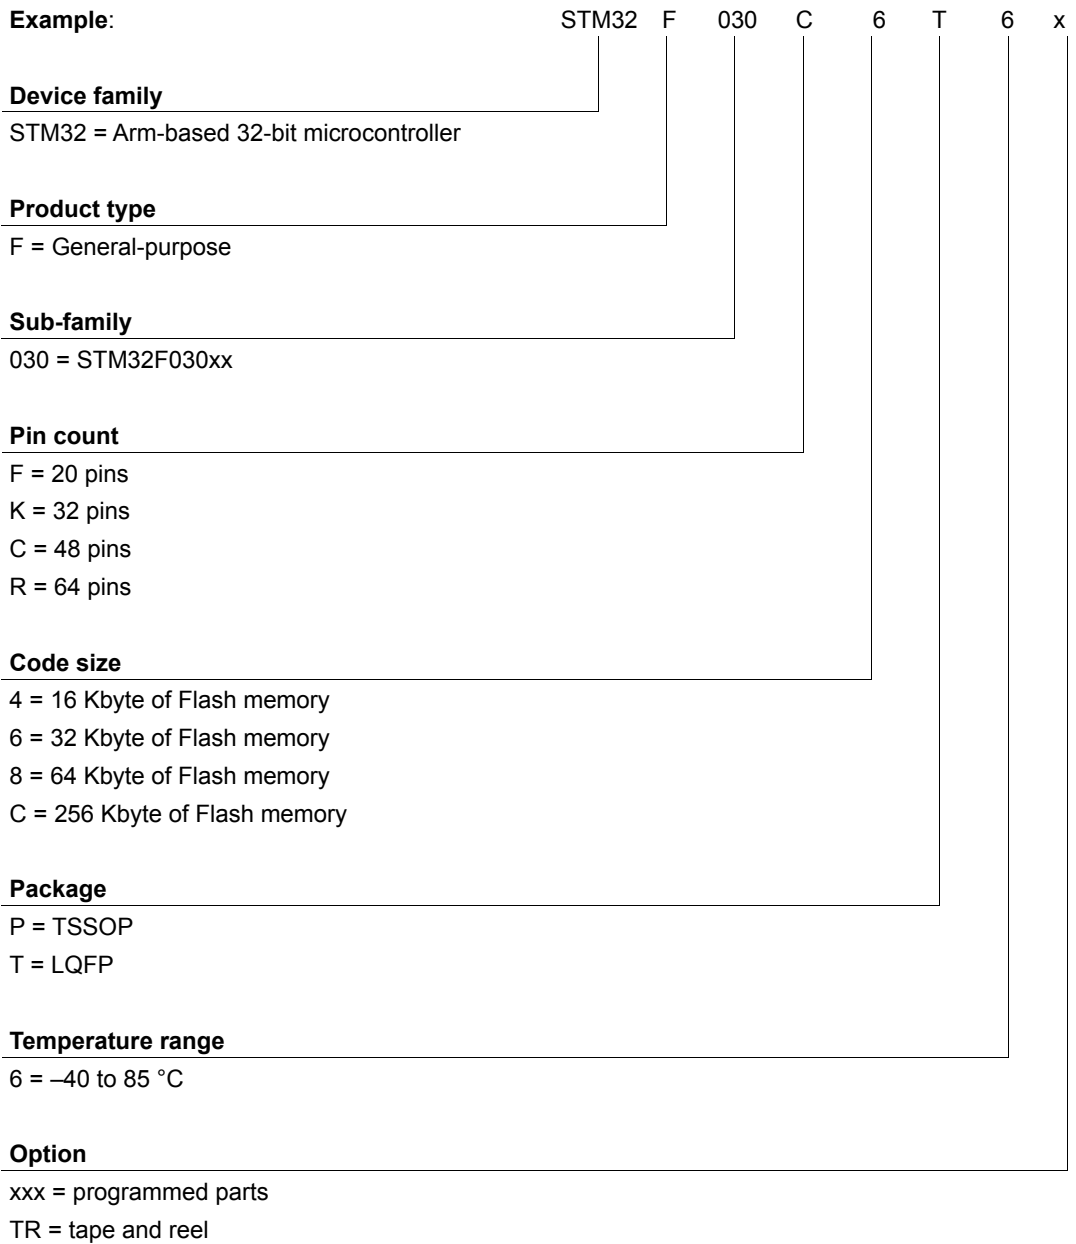 Example: STM32 F 030 C 6 T 6 x
Device family
STM32 = Arm-based 32-bit microcontroller
Product type
F = General-purpose
Sub-family
030 = STM32F030xx
Pin count
F = 20 pins
K = 32 pins
C = 48 pins
R = 64 pins
Code size
4 = 16 Kbyte of Flash memory
6 = 32 Kbyte of Flash memory
8 = 64 Kbyte of Flash memory
C = 256 Kbyte of Flash memory
Package
P = TSSOP
T = LQFP
Temperature range
6 = –40 to 85 °C
Option
xxx = programmed parts
TR = tape and reel